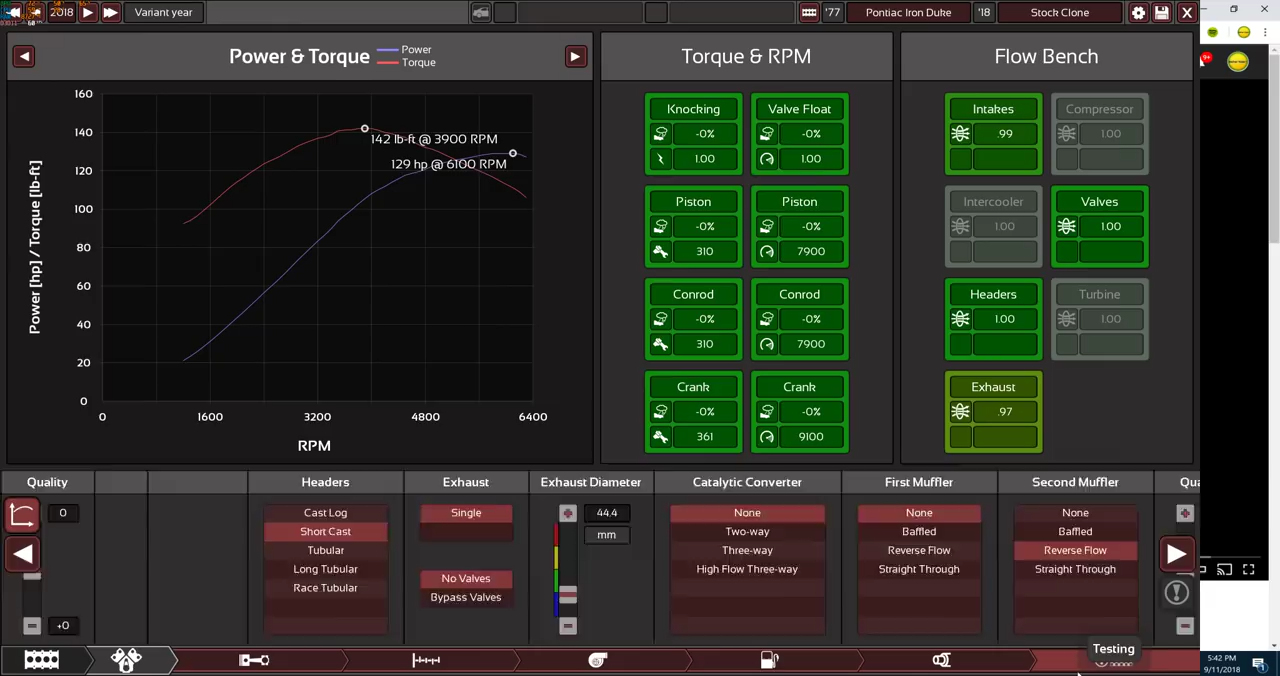 2018
Variant year
'77
Pontiac Iron Duke
'18
Stock Clone
Power & Torque
Power
Torque
Power [hp] / Torque [lb-ft]
160
140
120
100
80
60
40
20
0
142 lb-ft @ 3900 RPM
129 hp @ 6100 RPM
0
1600
3200
4800
6400
RPM
Torque & RPM
Knocking
-0%
1.00
Valve Float
-0%
1.00
Piston
-0%
310
Piston
-0%
7900
Conrod
-0%
310
Conrod
-0%
7900
Crank
-0%
361
Crank
-0%
9100
Flow Bench
Intakes
.99
Compressor
1.00
Intercooler
1.00
Valves
1.00
Headers
1.00
Turbine
1.00
Exhaust
.97
Quality
0
+0
Headers
Cast Log
Short Cast
Tubular
Long Tubular
Race Tubular
Exhaust
Single
No Valves
Bypass Valves
Exhaust Diameter
44.4
mm
Catalytic Converter
None
Two-way
Three-way
High Flow Three-way
First Muffler
None
Baffled
Reverse Flow
Straight Through
Second Muffler
None
Baffled
Reverse Flow
Straight Through
Qu
Testing
9+
5:42 PM
9/11/2018